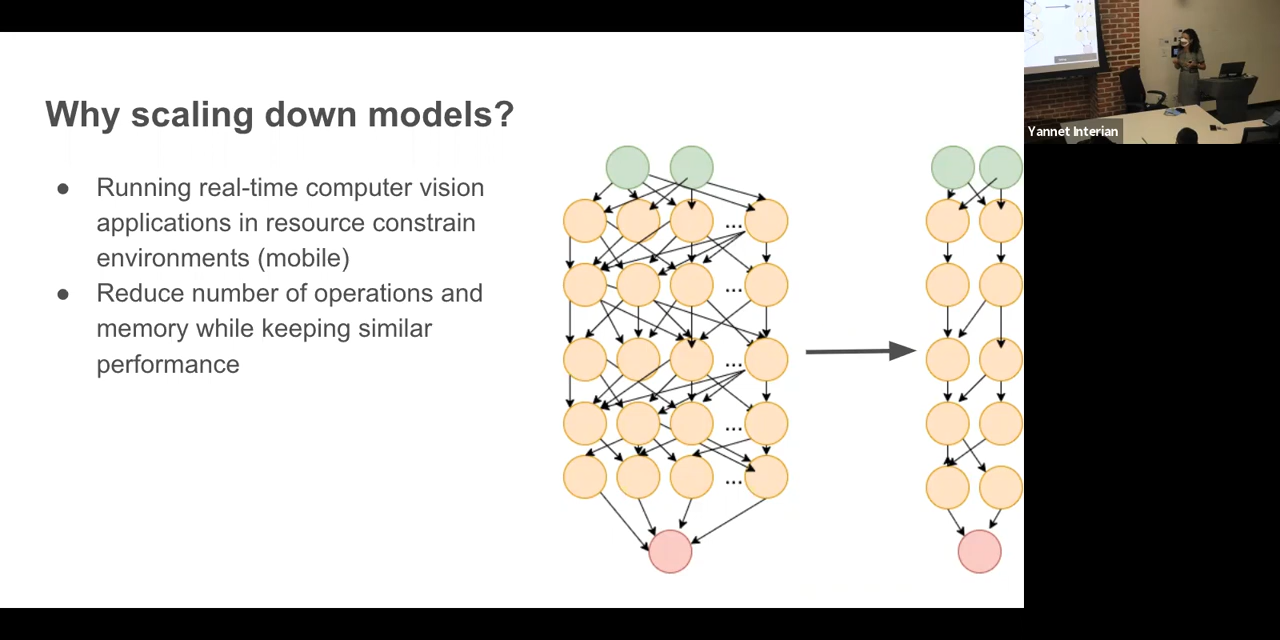 Why scaling down models?
● Running real-time computer vision
applications in resource constrain
environments (mobile)
● Reduce number of operations and
memory while keeping similar
performance
...
...
...
...
...
Yannet Interian